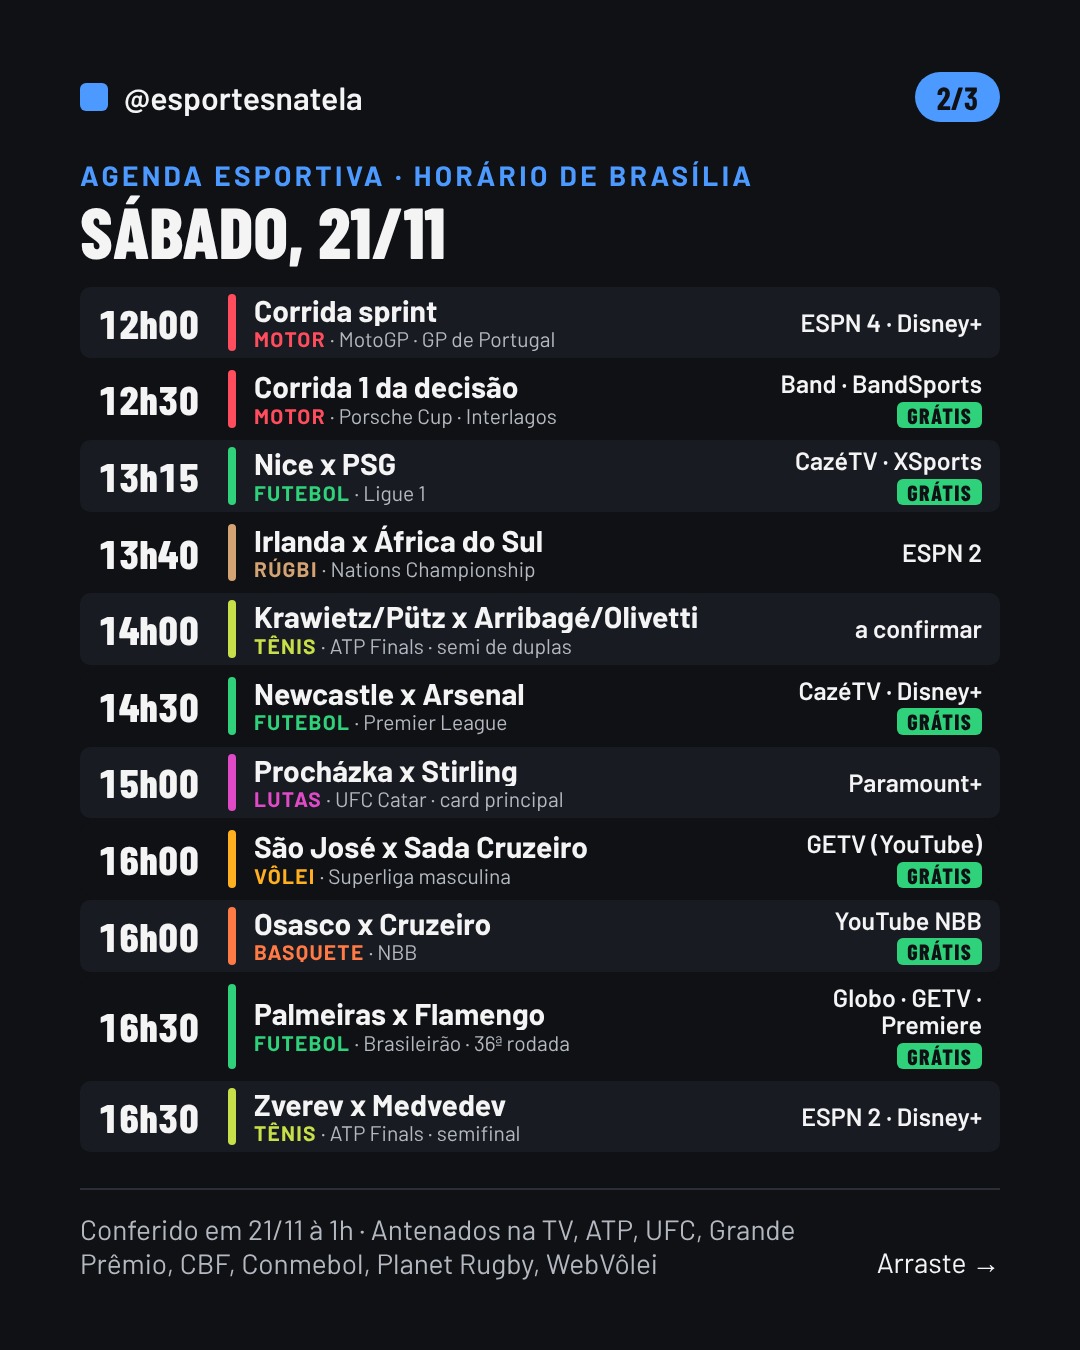 @esportesnatela
2/3
AGENDA ESPORTIVA · HORÁRIO DE BRASÍLIA
SÁBADO, 21/11
12h00
Corrida sprint
MOTOR · MotoGP · GP de Portugal
ESPN 4 · Disney+
12h30
Corrida 1 da decisão
MOTOR · Porsche Cup · Interlagos
Band · BandSports
GRÁTIS
13h15
Nice x PSG
FUTEBOL · Ligue 1
CazéTV · XSports
GRÁTIS
13h40
Irlanda x África do Sul
RÚGBI · Nations Championship
ESPN 2
14h00
Krawietz/Pütz x Arribagé/Olivetti
TÊNIS · ATP Finals · semi de duplas
a confirmar
14h30
Newcastle x Arsenal
FUTEBOL · Premier League
CazéTV · Disney+
GRÁTIS
15h00
Procházka x Stirling
LUTAS · UFC Catar · card principal
Paramount+
16h00
São José x Sada Cruzeiro
VÔLEI · Superliga masculina
GETV (YouTube)
GRÁTIS
16h00
Osasco x Cruzeiro
BASQUETE · NBB
YouTube NBB
GRÁTIS
16h30
Palmeiras x Flamengo
FUTEBOL · Brasileirão · 36ª rodada
Globo · GETV ·
Premiere
GRÁTIS
16h30
Zverev x Medvedev
TÊNIS · ATP Finals · semifinal
ESPN 2 · Disney+
Conferido em 21/11 à 1h · Antenados na TV, ATP, UFC, Grande
Prêmio, CBF, Conmebol, Planet Rugby, WebVôlei
Arraste →